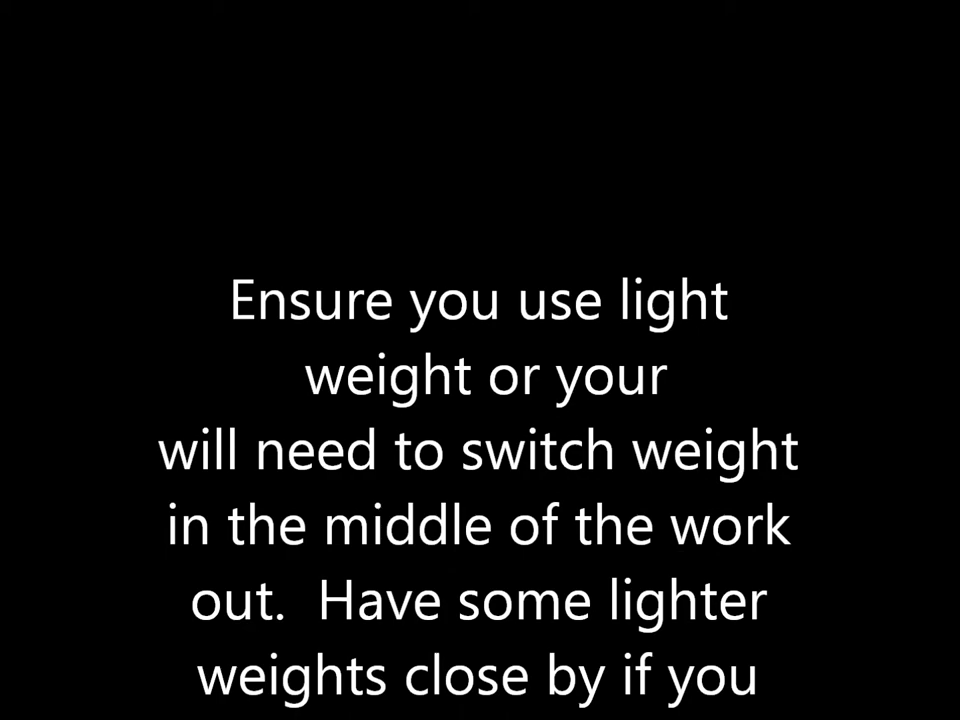 Ensure you use light
weight or your
will need to switch weight
in the middle of the work
out.  Have some lighter
weights close by if you